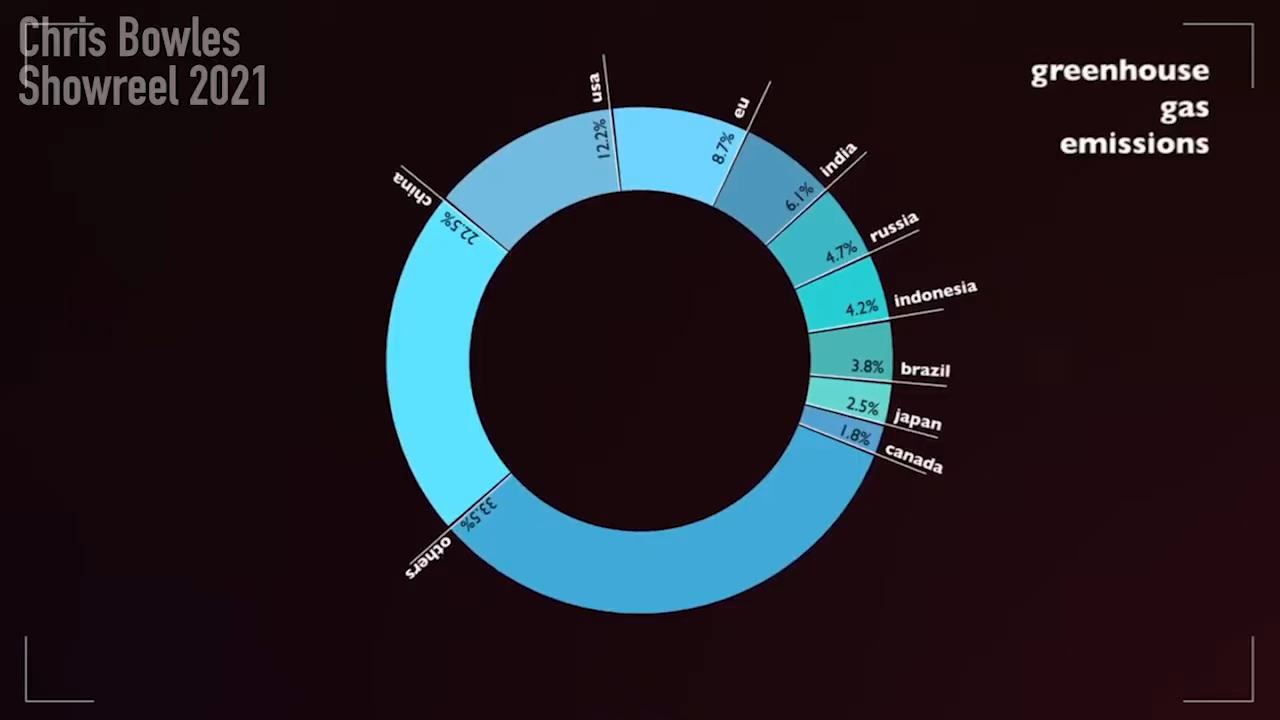 Chris Bowles
Showreel 2021
greenhouse
gas
emissions
usa
12.2%
eu
8.7%
india
6.1%
russia
4.7%
indonesia
4.2%
brazil
3.8%
japan
2.5%
canada
1.8%
others
33.5%
china
22.5%